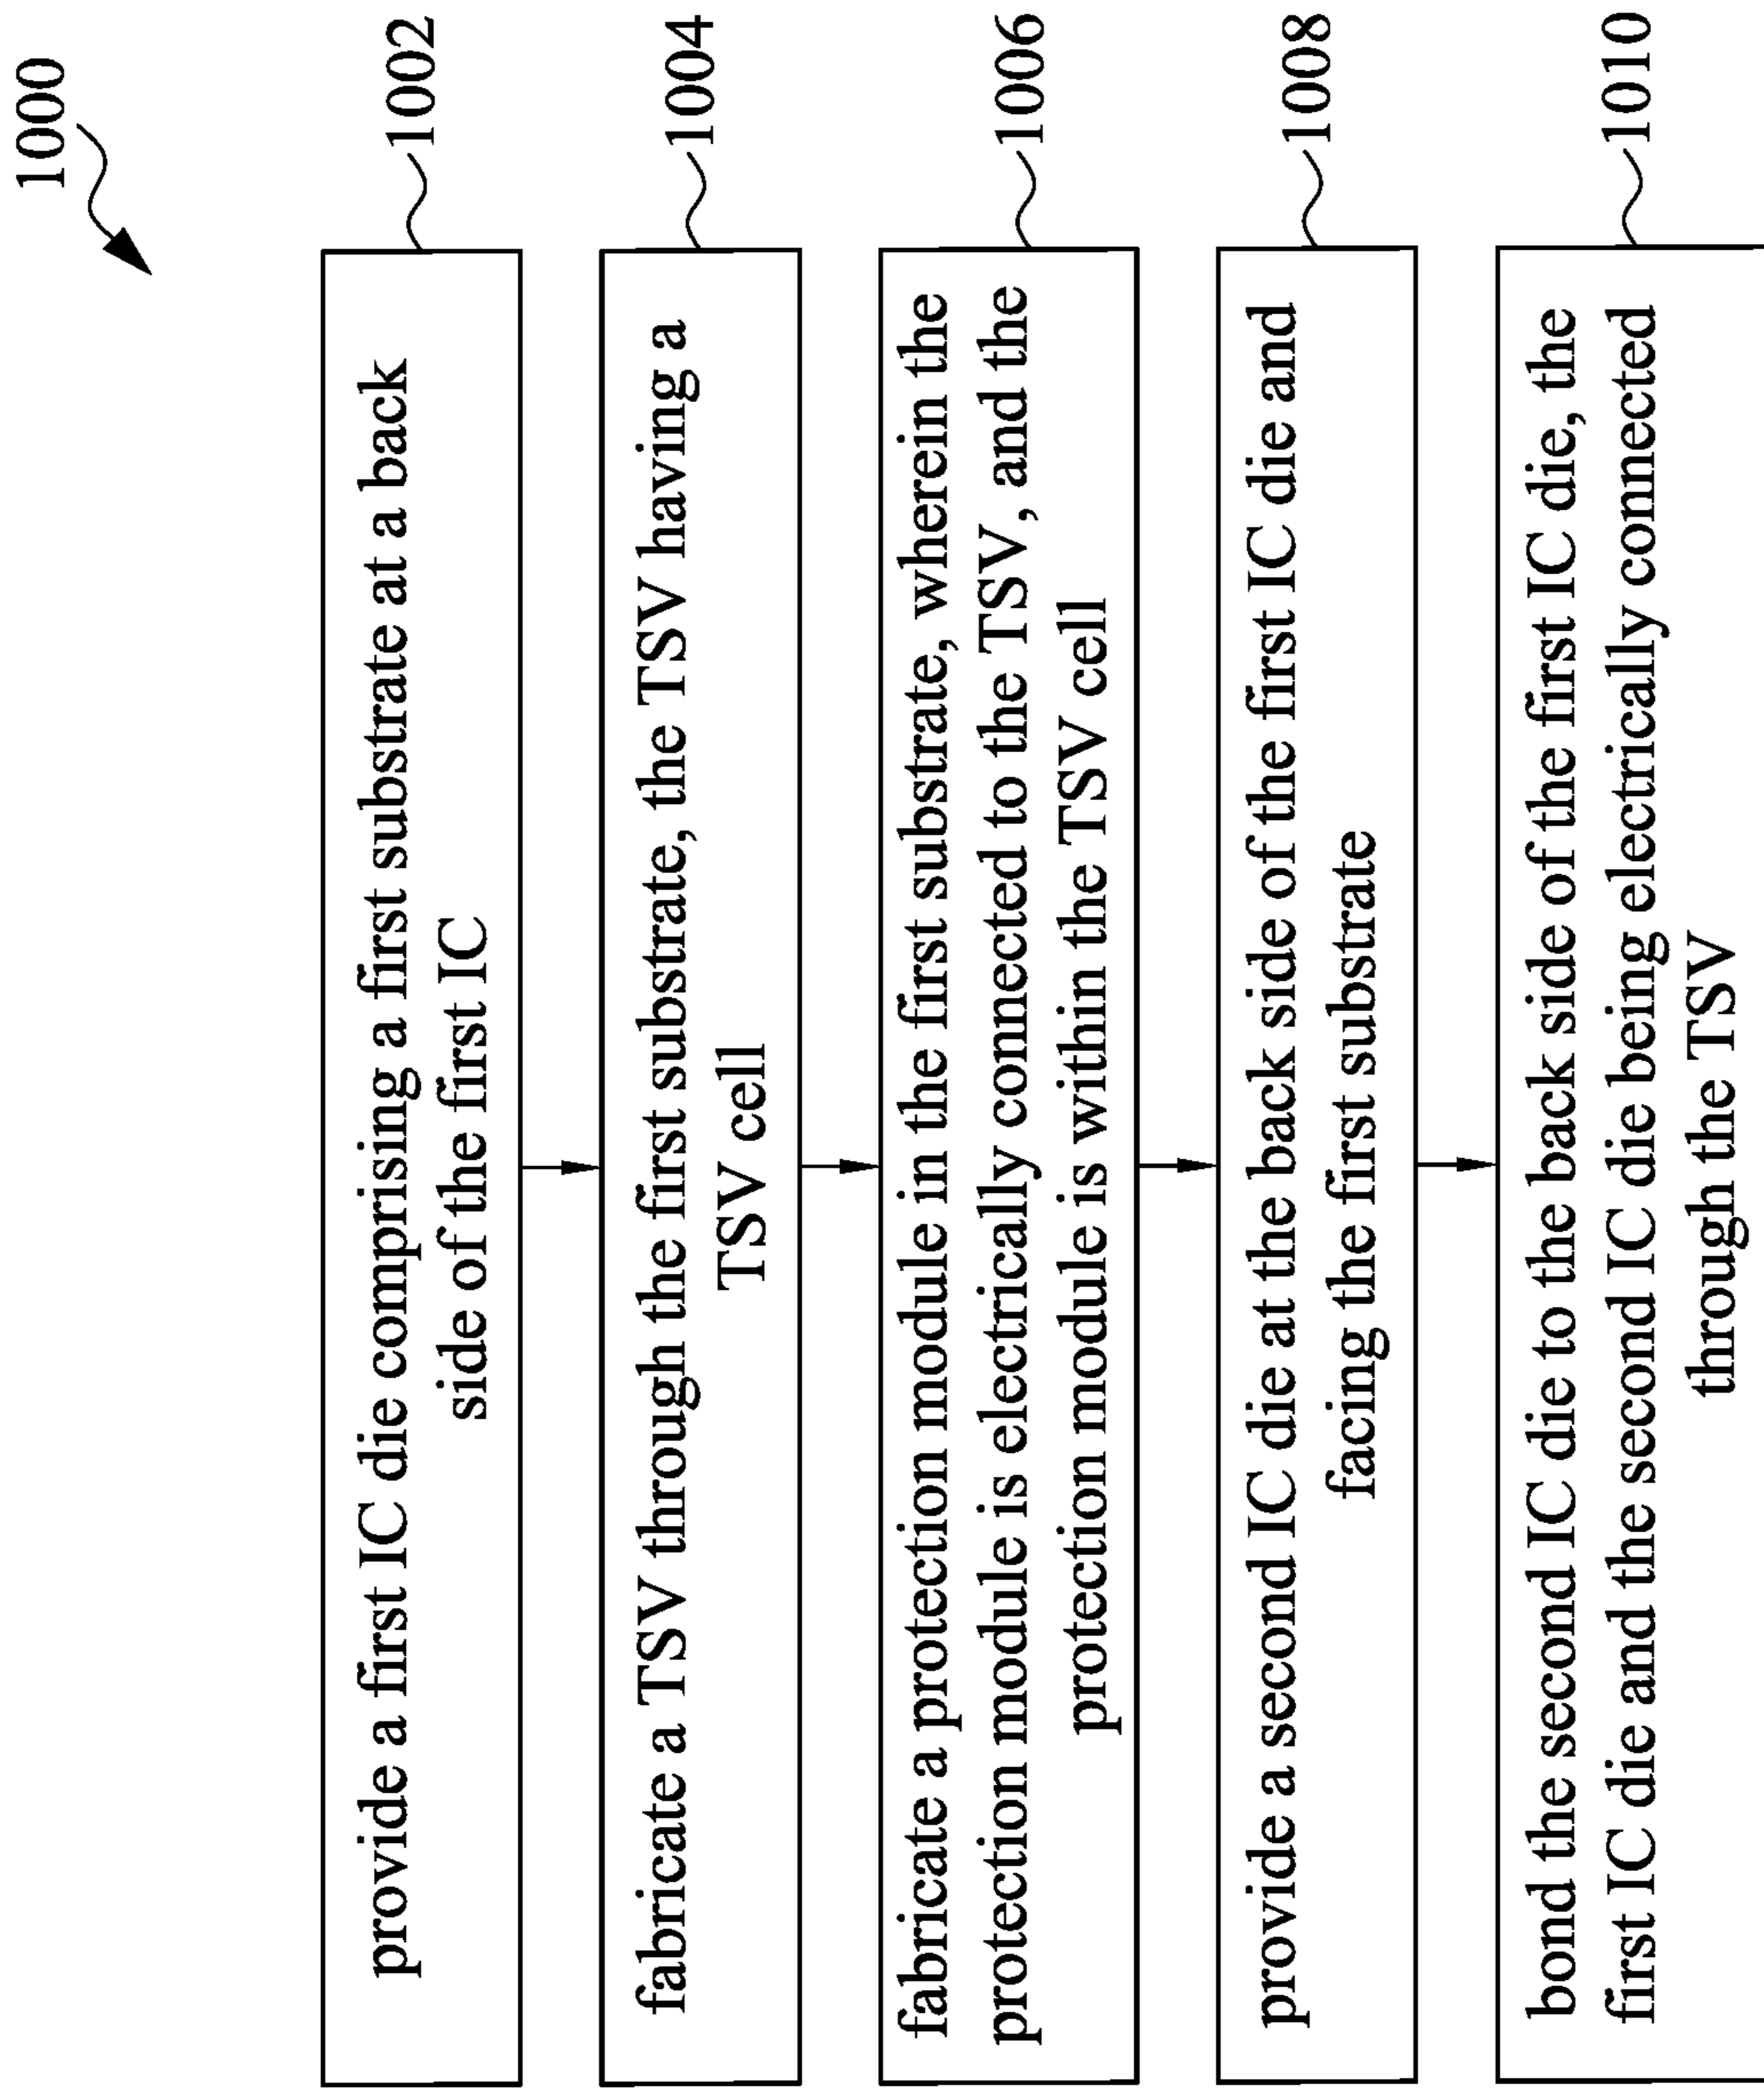 1000
provide a first IC die comprising a first substrate at a back
side of the first IC
1002
fabricate a TSV through the first substrate, the TSV having a
TSV cell
1004
fabricate a protection module in the first substrate, wherein the
protection module is electrically connected to the TSV, and the
protection module is within the TSV cell
1006
provide a second IC die at the back side of the first IC die and
facing the first substrate
1008
bond the second IC die to the back side of the first IC die, the
first IC die and the second IC die being electrically connected
through the TSV
1010